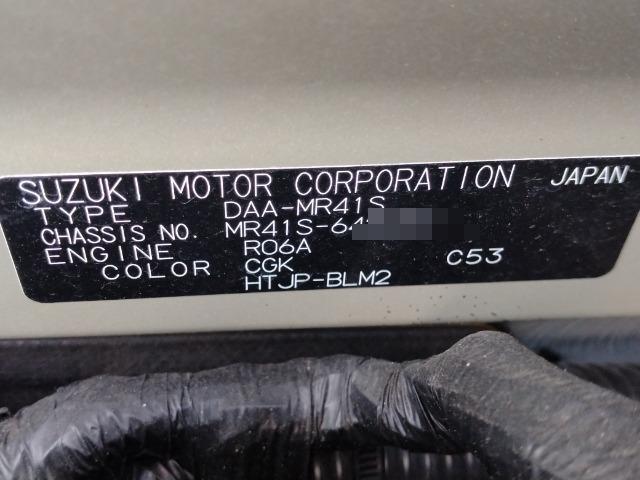 SUZUKI MOTOR CORPORATION JAPAN
TYPE DAA-MR41S
CHASSIS NO. MR41S-64
ENGINE R06A
COLOR CGK C53
HTJP-BLM2